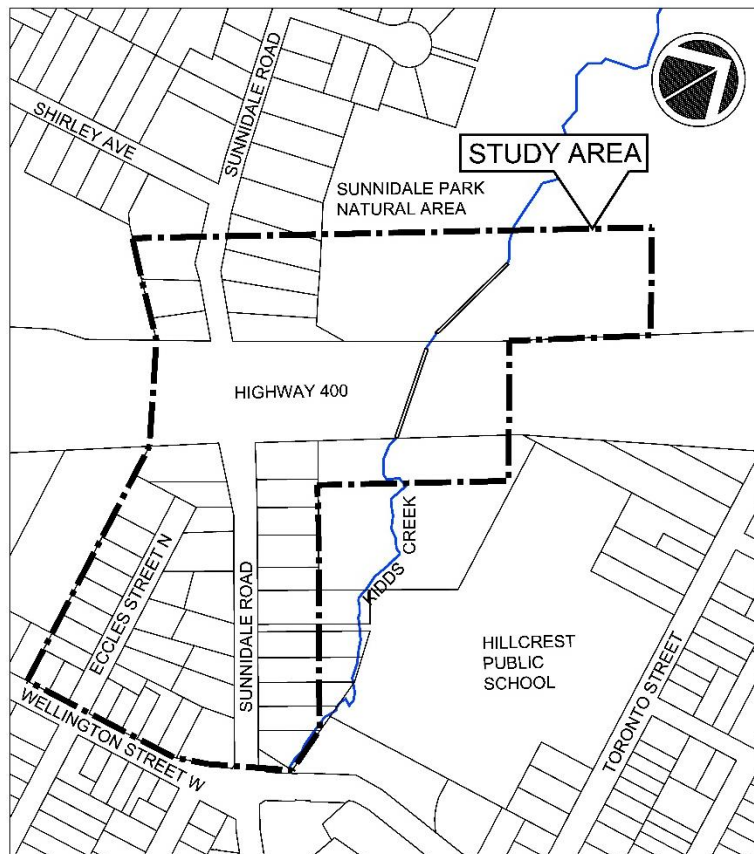 SUNNIDALE ROAD
SHIRLEY AVE
STUDY AREA
SUNNIDALE PARK
NATURAL AREA
HIGHWAY 400
ECCLES STREET N
SUNNIDALE ROAD
KIDDS
CREEK
HILLCREST
PUBLIC
SCHOOL
TORONTO STREET
WELLINGTON STREET W